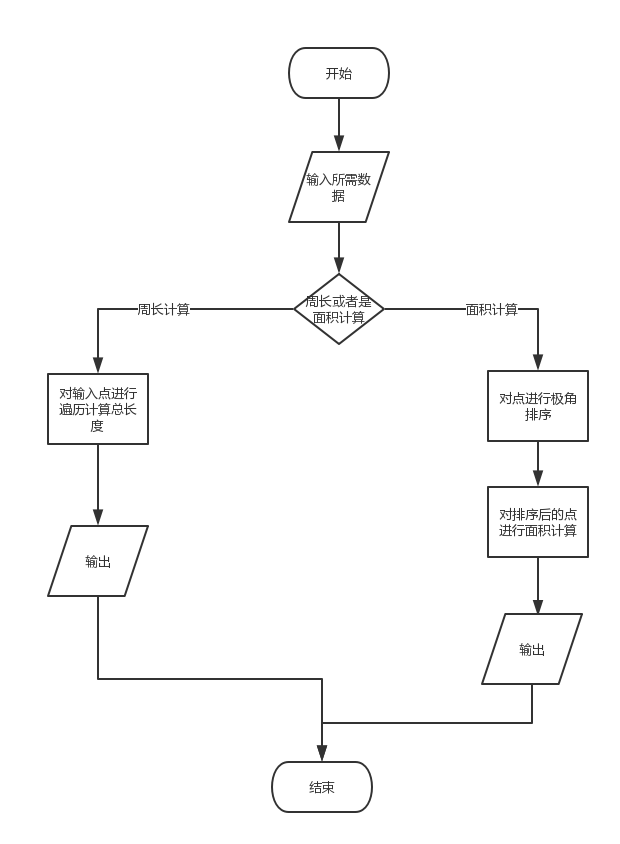 开始
输入所需数
据
周长或者是
面积计算
周长计算
面积计算
对输入点进行
遍历计算总长
度
对点进行极角
排序
对排序后的点
进行面积计算
输出
输出
结束